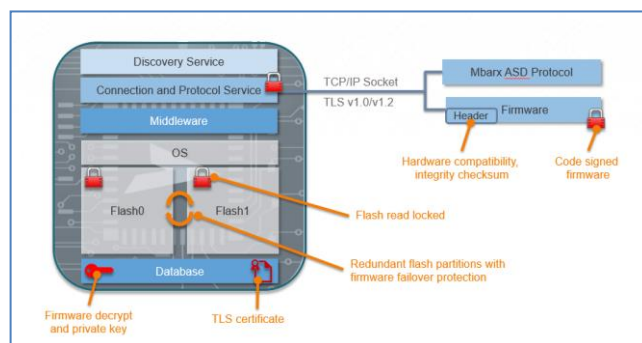 Discovery Service
Connection and Protocol Service
Middleware
OS
Flash0
Flash1
Database
Firmware decrypt
and private key
TLS certificate
TCP/IP Socket
TLS v1.0/v1.2
Mbarx ASD Protocol
Firmware
Header
Hardware compatibility,
integrity checksum
Code signed
firmware
Flash read locked
Redundant flash partitions with
firmware failover protection